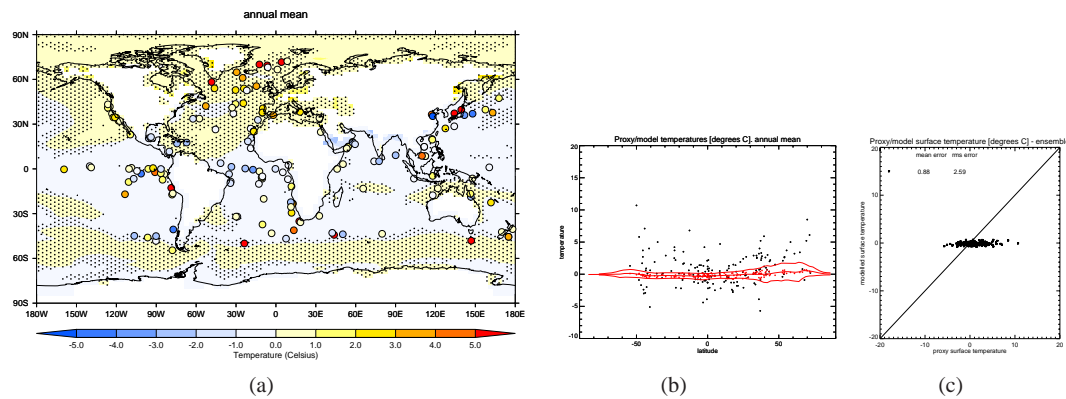 annual mean
90N
60N
30N
0
30S
60S
90S
180W 150W 120W 90W 60W 30W 0 30E 60E 90E 120E 150E 180E
-5.0 -4.0 -3.0 -2.0 -1.0 0.0 1.0 2.0 3.0 4.0 5.0
Temperature (Celsius)
(a)
Proxy/model temperatures [degrees C]. annual mean
temperature
20
15
10
5
0
-5
-10
-50 0 50
latitude
(b)
Proxy/model surface temperature [degrees C] - ensembl
mean error rms error
0.88 2.59
modelled surface temperature
20
10
0
-10
-20
-20 -10 0 10 20
proxy surface temperature
(c)